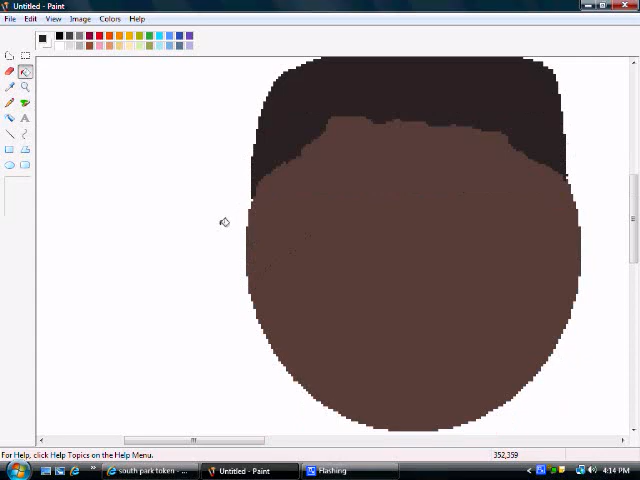 Untitled - Paint
File Edit View Image Colors Help
For Help, click Help Topics on the Help Menu.
352,359
south park token - ...
Untitled - Paint
Flashing
4:14 PM